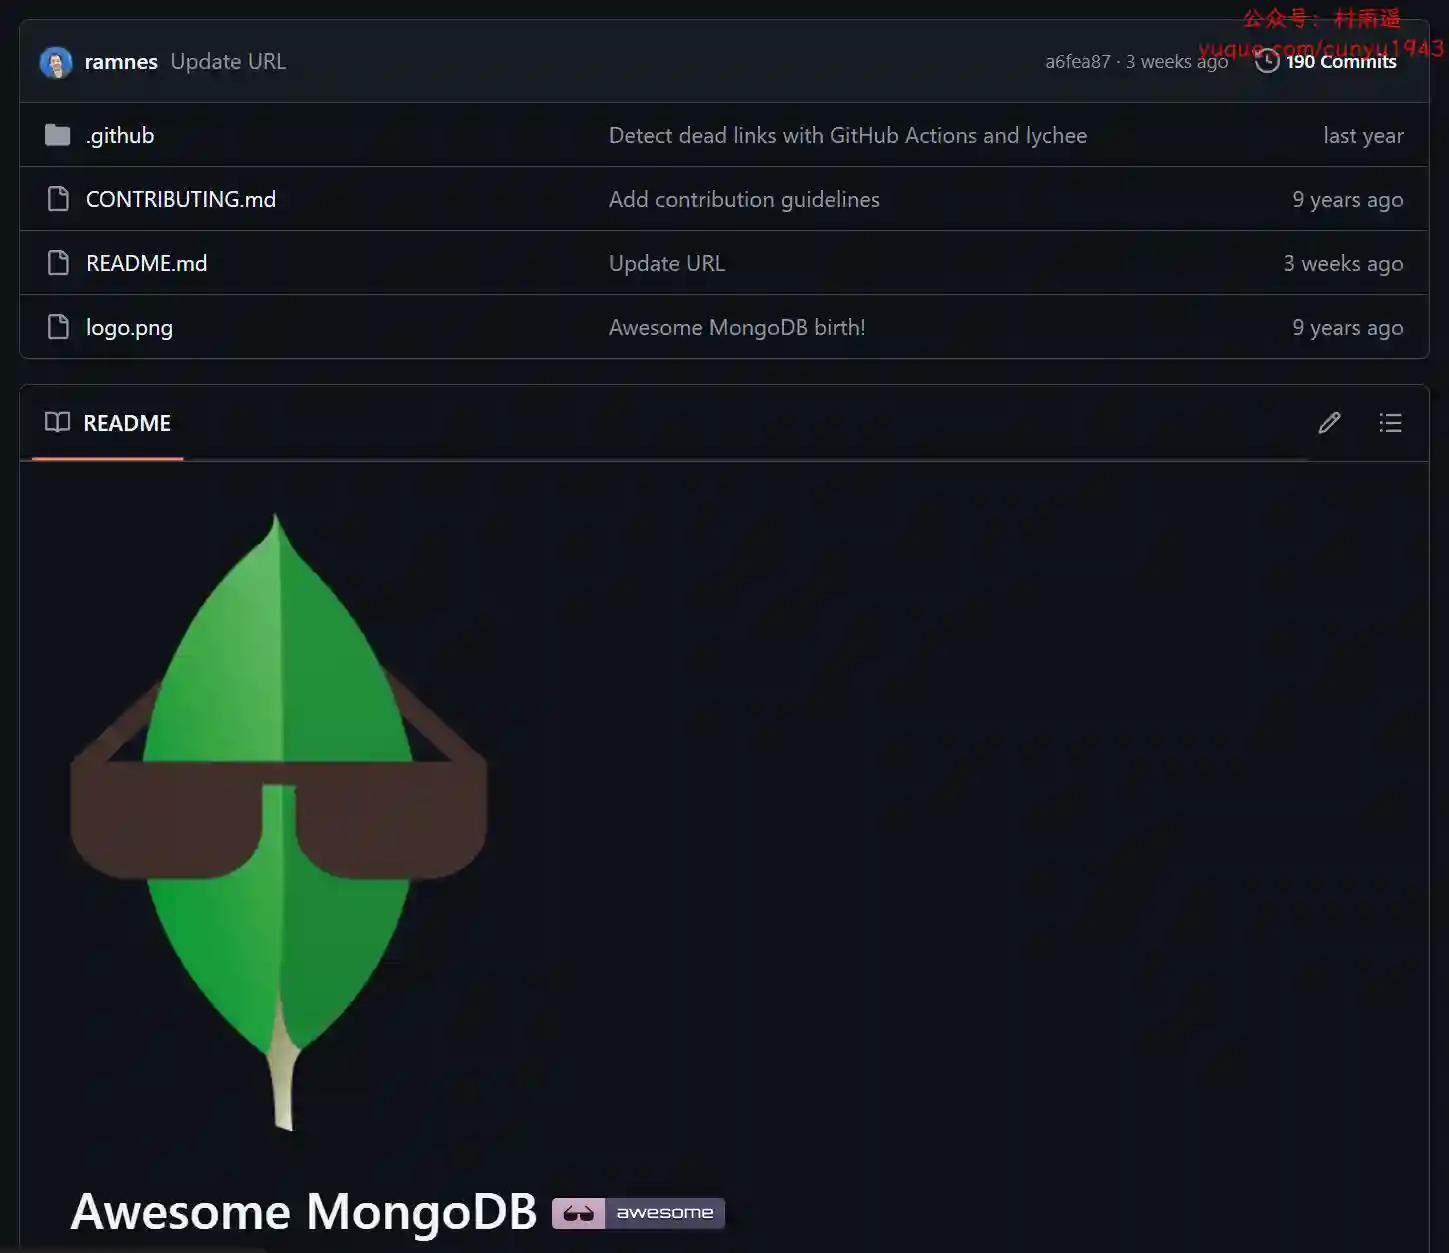 公众号：村雨遥
yuque.com/cunyu1943
ramnes Update URL a6fea87 · 3 weeks ago 190 Commits
.github Detect dead links with GitHub Actions and lychee last year
CONTRIBUTING.md Add contribution guidelines 9 years ago
README.md Update URL 3 weeks ago
logo.png Awesome MongoDB birth! 9 years ago
README
Awesome MongoDB awesome